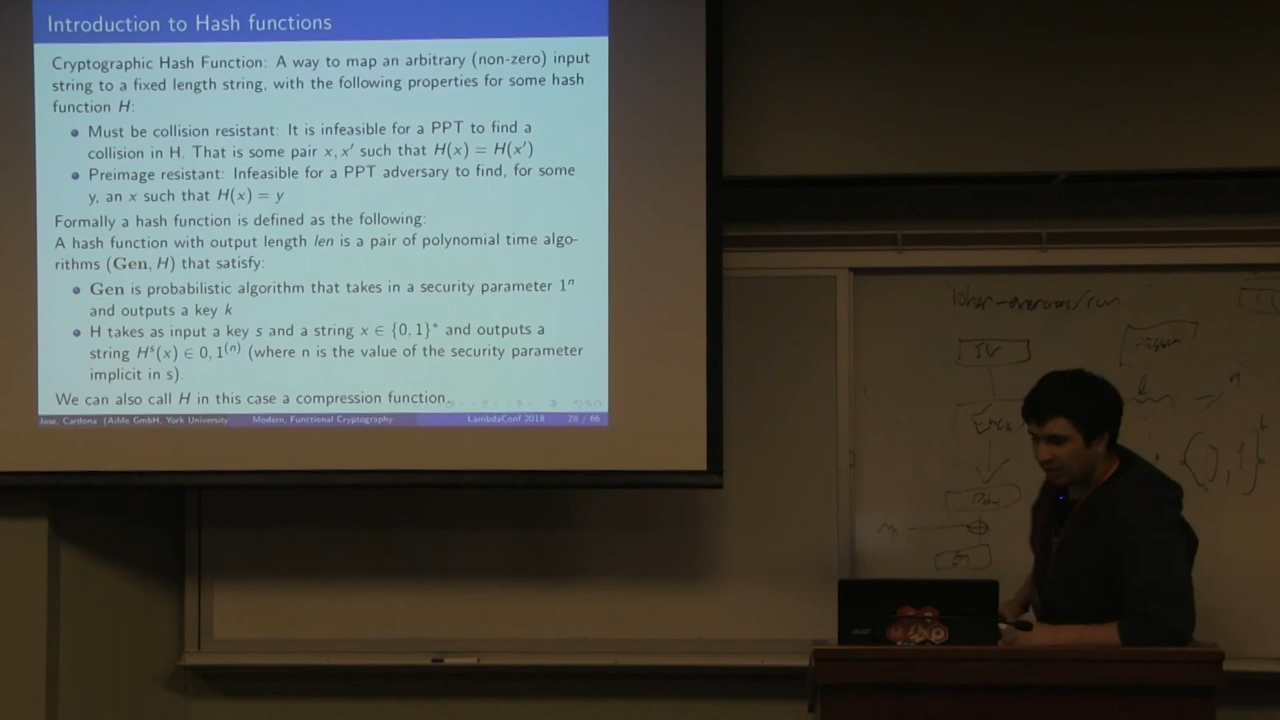 Introduction to Hash functions
Cryptographic Hash Function: A way to map an arbitrary (non-zero) input
string to a fixed length string, with the following properties for some hash
function H:
Must be collision resistant: It is infeasible for a PPT to find a
collision in H. That is some pair x, x′ such that H(x) = H(x′)
Preimage resistant: Infeasible for a PPT adversary to find, for some
y, an x such that H(x) = y
Formally a hash function is defined as the following:
A hash function with output length len is a pair of polynomial time algo-
rithms (Gen, H) that satisfy:
Gen is probabilistic algorithm that takes in a security parameter 1ⁿ
and outputs a key k
H takes as input a key s and a string x ∈ {0, 1}* and outputs a
string Hˢ(x) ∈ 0, 1⁽ⁿ⁾ (where n is the value of the security parameter
implicit in s).
We can also call H in this case a compression function.
Jose, Cardona (AiMe GmbH, York University
Modern, Functional Cryptography
LambdaConf 2018
28 / 66
IV
{0,1}
acer